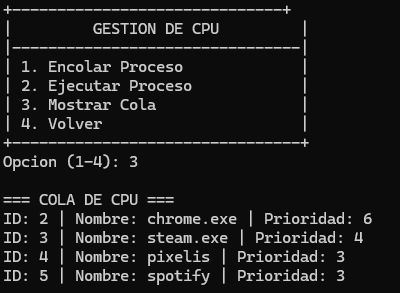 +------------------------------+
|         GESTION DE CPU         |
|--------------------------------|
| 1. Encolar Proceso             |
| 2. Ejecutar Proceso            |
| 3. Mostrar Cola                |
| 4. Volver                      |
+--------------------------------+
Opcion (1-4): 3
=== COLA DE CPU ===
ID: 2 | Nombre: chrome.exe | Prioridad: 6
ID: 3 | Nombre: steam.exe | Prioridad: 4
ID: 4 | Nombre: pixelis | Prioridad: 3
ID: 5 | Nombre: spotify | Prioridad: 3